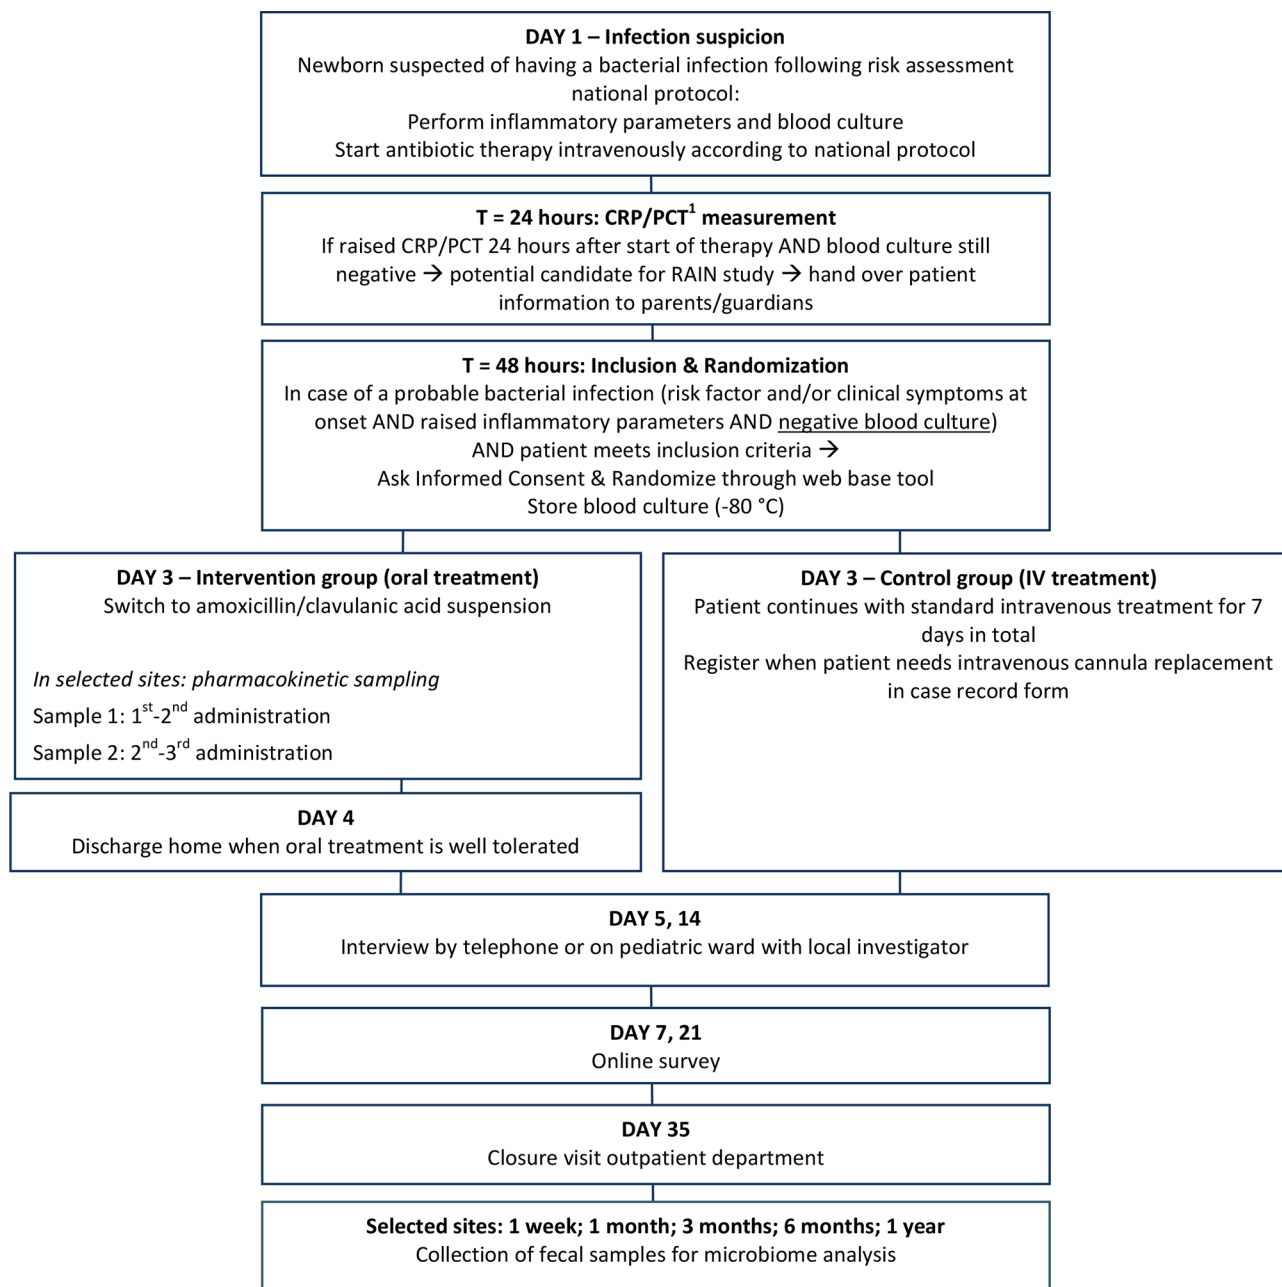 DAY 1 – Infection suspicion
Newborn suspected of having a bacterial infection following risk assessment
national protocol:
Perform inflammatory parameters and blood culture
Start antibiotic therapy intravenously according to national protocol
T = 24 hours: CRP/PCT¹ measurement
If raised CRP/PCT 24 hours after start of therapy AND blood culture still
negative → potential candidate for RAIN study → hand over patient
information to parents/guardians
T = 48 hours: Inclusion & Randomization
In case of a probable bacterial infection (risk factor and/or clinical symptoms at
onset AND raised inflammatory parameters AND negative blood culture)
AND patient meets inclusion criteria →
Ask Informed Consent & Randomize through web base tool
Store blood culture (-80 °C)
DAY 3 – Intervention group (oral treatment)
Switch to amoxicillin/clavulanic acid suspension
In selected sites: pharmacokinetic sampling
Sample 1: 1st-2nd administration
Sample 2: 2nd-3rd administration
DAY 4
Discharge home when oral treatment is well tolerated
DAY 3 – Control group (IV treatment)
Patient continues with standard intravenous treatment for 7
days in total
Register when patient needs intravenous cannula replacement
in case record form
DAY 5, 14
Interview by telephone or on pediatric ward with local investigator
DAY 7, 21
Online survey
DAY 35
Closure visit outpatient department
Selected sites: 1 week; 1 month; 3 months; 6 months; 1 year
Collection of fecal samples for microbiome analysis